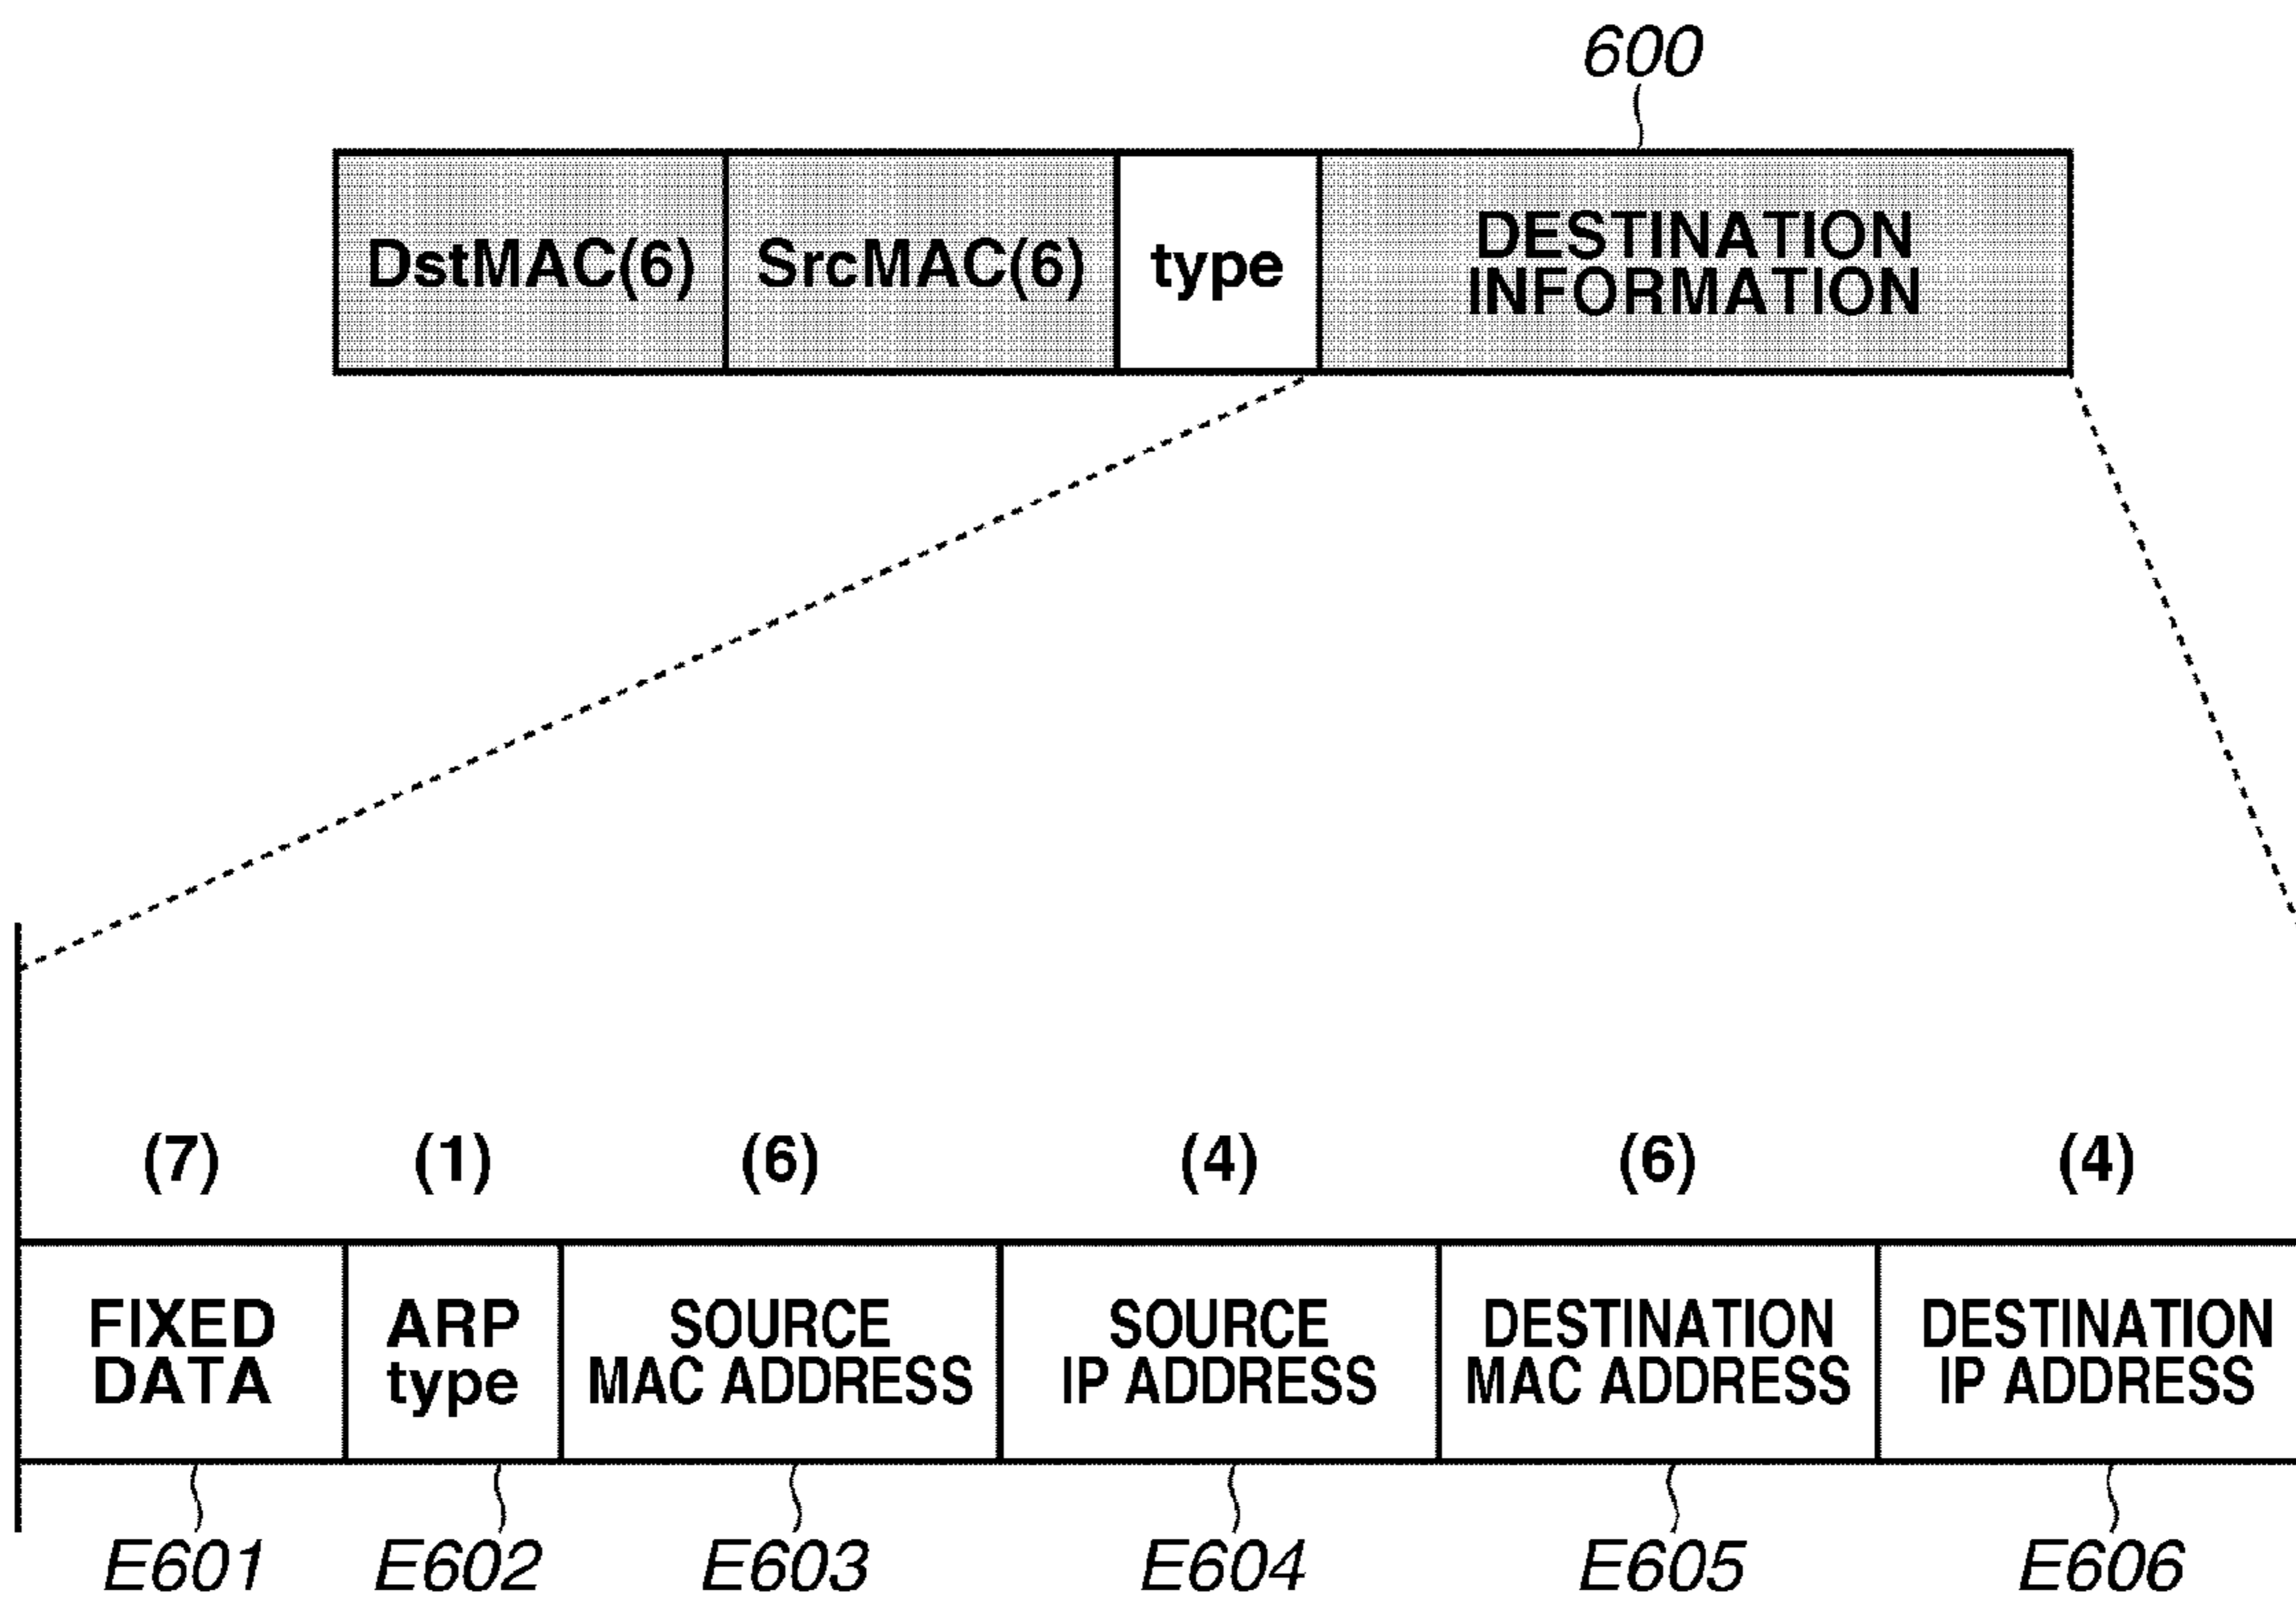 600
DstMAC(6) SrcMAC(6) type DESTINATION
INFORMATION
(7) (1) (6) (4) (6) (4)
FIXED DATA
ARP type
SOURCE MAC ADDRESS
SOURCE IP ADDRESS
DESTINATION MAC ADDRESS
DESTINATION IP ADDRESS
E601 E602 E603 E604 E605 E606